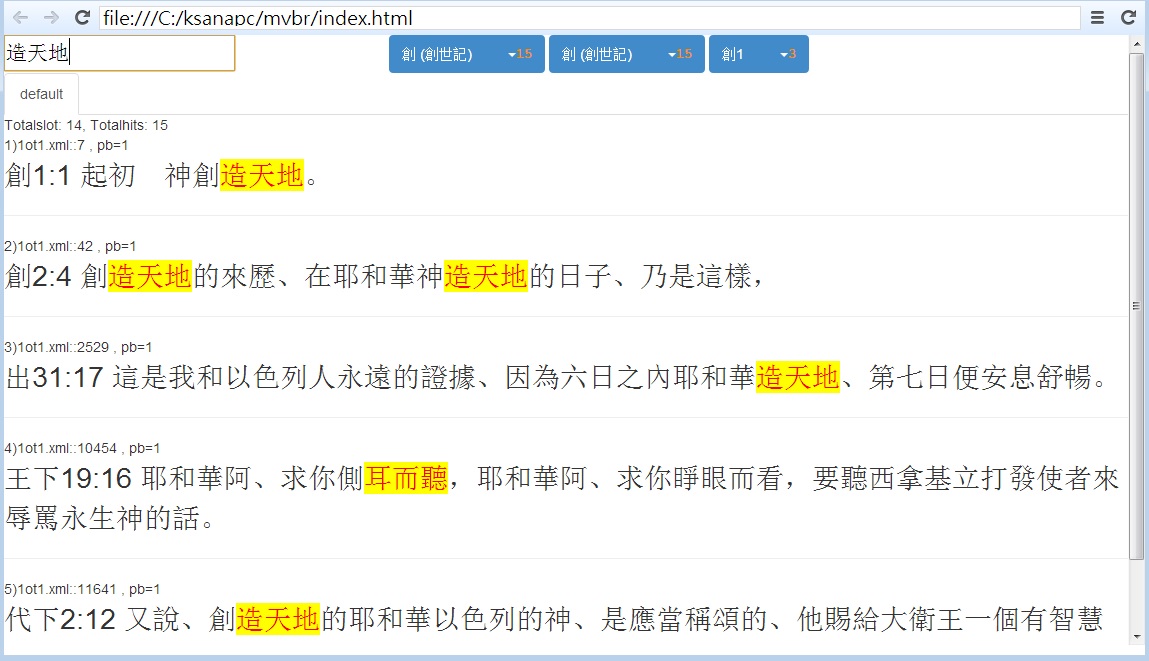 file:///C:/ksanapc/mvbr/index.html
造天地 創 (創世記) 15 創 (創世記) 15 創1 3
default
Totalslot: 14, Totalhits: 15
1)1ot1.xml::7 , pb=1
創1:1 起初　神創造天地。
2)1ot1.xml::42 , pb=1
創2:4 創造天地的來歷、在耶和華神造天地的日子、乃是這樣，
3)1ot1.xml::2529 , pb=1
出31:17 這是我和以色列人永遠的證據、因為六日之內耶和華造天地、第七日便安息舒暢。
4)1ot1.xml::10454 , pb=1
王下19:16 耶和華阿、求你側耳而聽，耶和華阿、求你睜眼而看，要聽西拿基立打發使者來
辱罵永生神的話。
5)1ot1.xml::11641 , pb=1
代下2:12 又說、創造天地的耶和華以色列的神、是應當稱頌的、他賜給大衛王一個有智慧